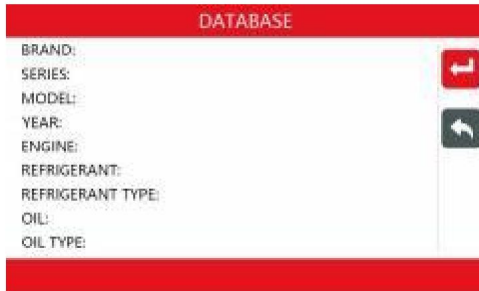 DATABASE
BRAND:
SERIES:
MODEL:
YEAR:
ENGINE:
REFRIGERANT:
REFRIGERANT TYPE:
OIL:
OIL TYPE: